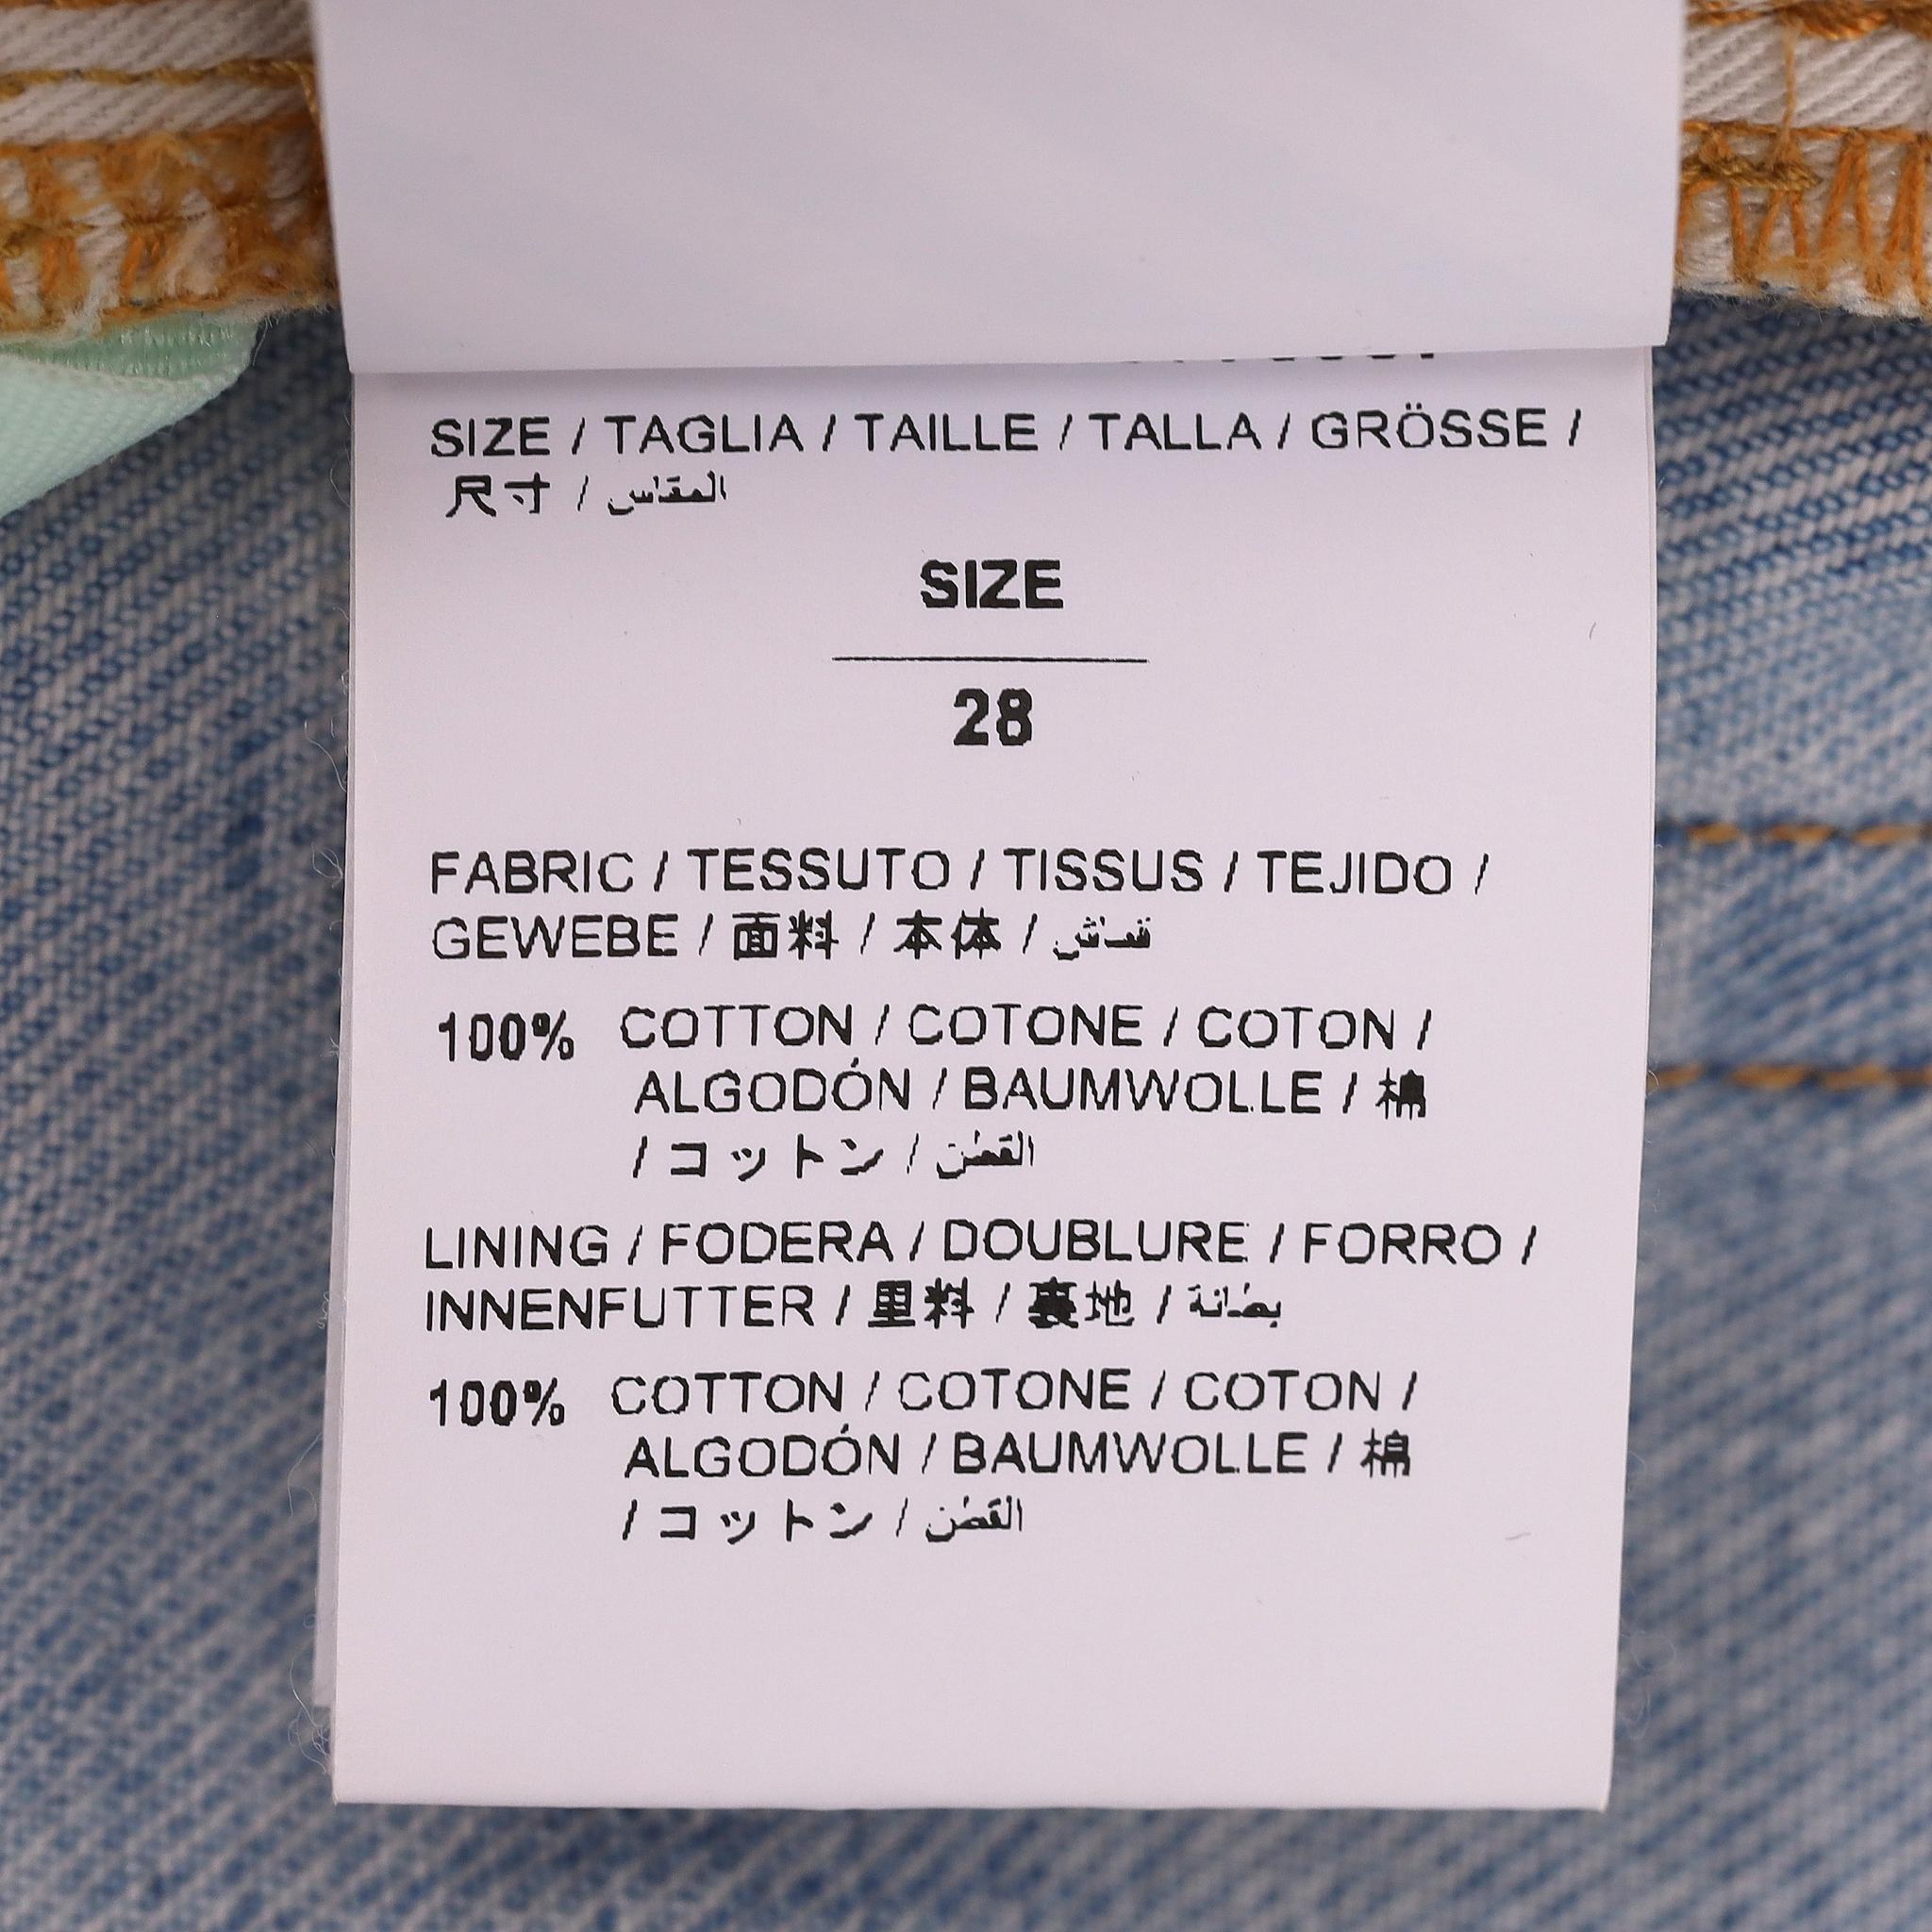 SIZE / TAGLIA / TAILLE / TALLA / GRÖSSE /
尺寸 / المقاس
SIZE
28
FABRIC / TESSUTO / TISSUS / TEJIDO /
GEWEBE / 面料 / 本体 / قماش
100% COTTON / COTONE / COTON /
ALGODÓN / BAUMWOLLE / 棉
/ コットン / القطن
LINING / FODERA / DOUBLURE / FORRO /
INNENFUTTER / 里料 / 裏地 / بطانة
100% COTTON / COTONE / COTON /
ALGODÓN / BAUMWOLLE / 棉
/ コットン / القطن